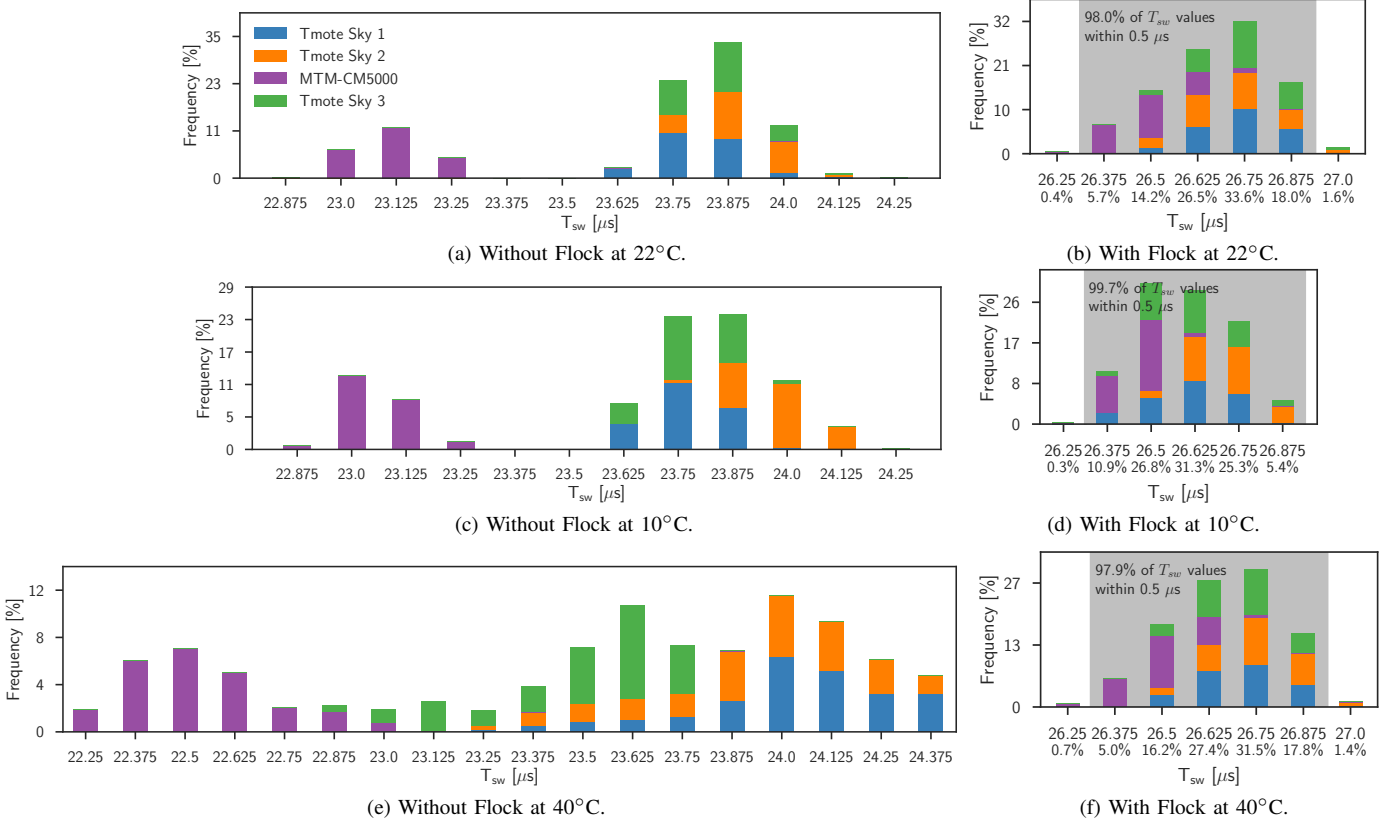 Frequency [%]
35
23
11
0
Tmote Sky 1
Tmote Sky 2
MTM-CM5000
Tmote Sky 3
22.875 23.0 23.125 23.25 23.375 23.5 23.625 23.75 23.875 24.0 24.125 24.25
T_sw [μs]
(a) Without Flock at 22°C.
Frequency [%]
32
21
10
0
98.0% of T_sw values
within 0.5 μs
26.25 26.375 26.5 26.625 26.75 26.875 27.0
0.4% 5.7% 14.2% 26.5% 33.6% 18.0% 1.6%
T_sw [μs]
(b) With Flock at 22°C.
Frequency [%]
29
23
17
11
5
0
22.875 23.0 23.125 23.25 23.375 23.5 23.625 23.75 23.875 24.0 24.125 24.25
T_sw [μs]
(c) Without Flock at 10°C.
Frequency [%]
26
17
8
0
99.7% of T_sw values
within 0.5 μs
26.25 26.375 26.5 26.625 26.75 26.875
0.3% 10.9% 26.8% 31.3% 25.3% 5.4%
T_sw [μs]
(d) With Flock at 10°C.
Frequency [%]
12
8
4
0
22.25 22.375 22.5 22.625 22.75 22.875 23.0 23.125 23.25 23.375 23.5 23.625 23.75 23.875 24.0 24.125 24.25 24.375
T_sw [μs]
(e) Without Flock at 40°C.
Frequency [%]
27
13
0
97.9% of T_sw values
within 0.5 μs
26.25 26.375 26.5 26.625 26.75 26.875 27.0
0.7% 5.0% 16.2% 27.4% 31.5% 17.8% 1.4%
T_sw [μs]
(f) With Flock at 40°C.